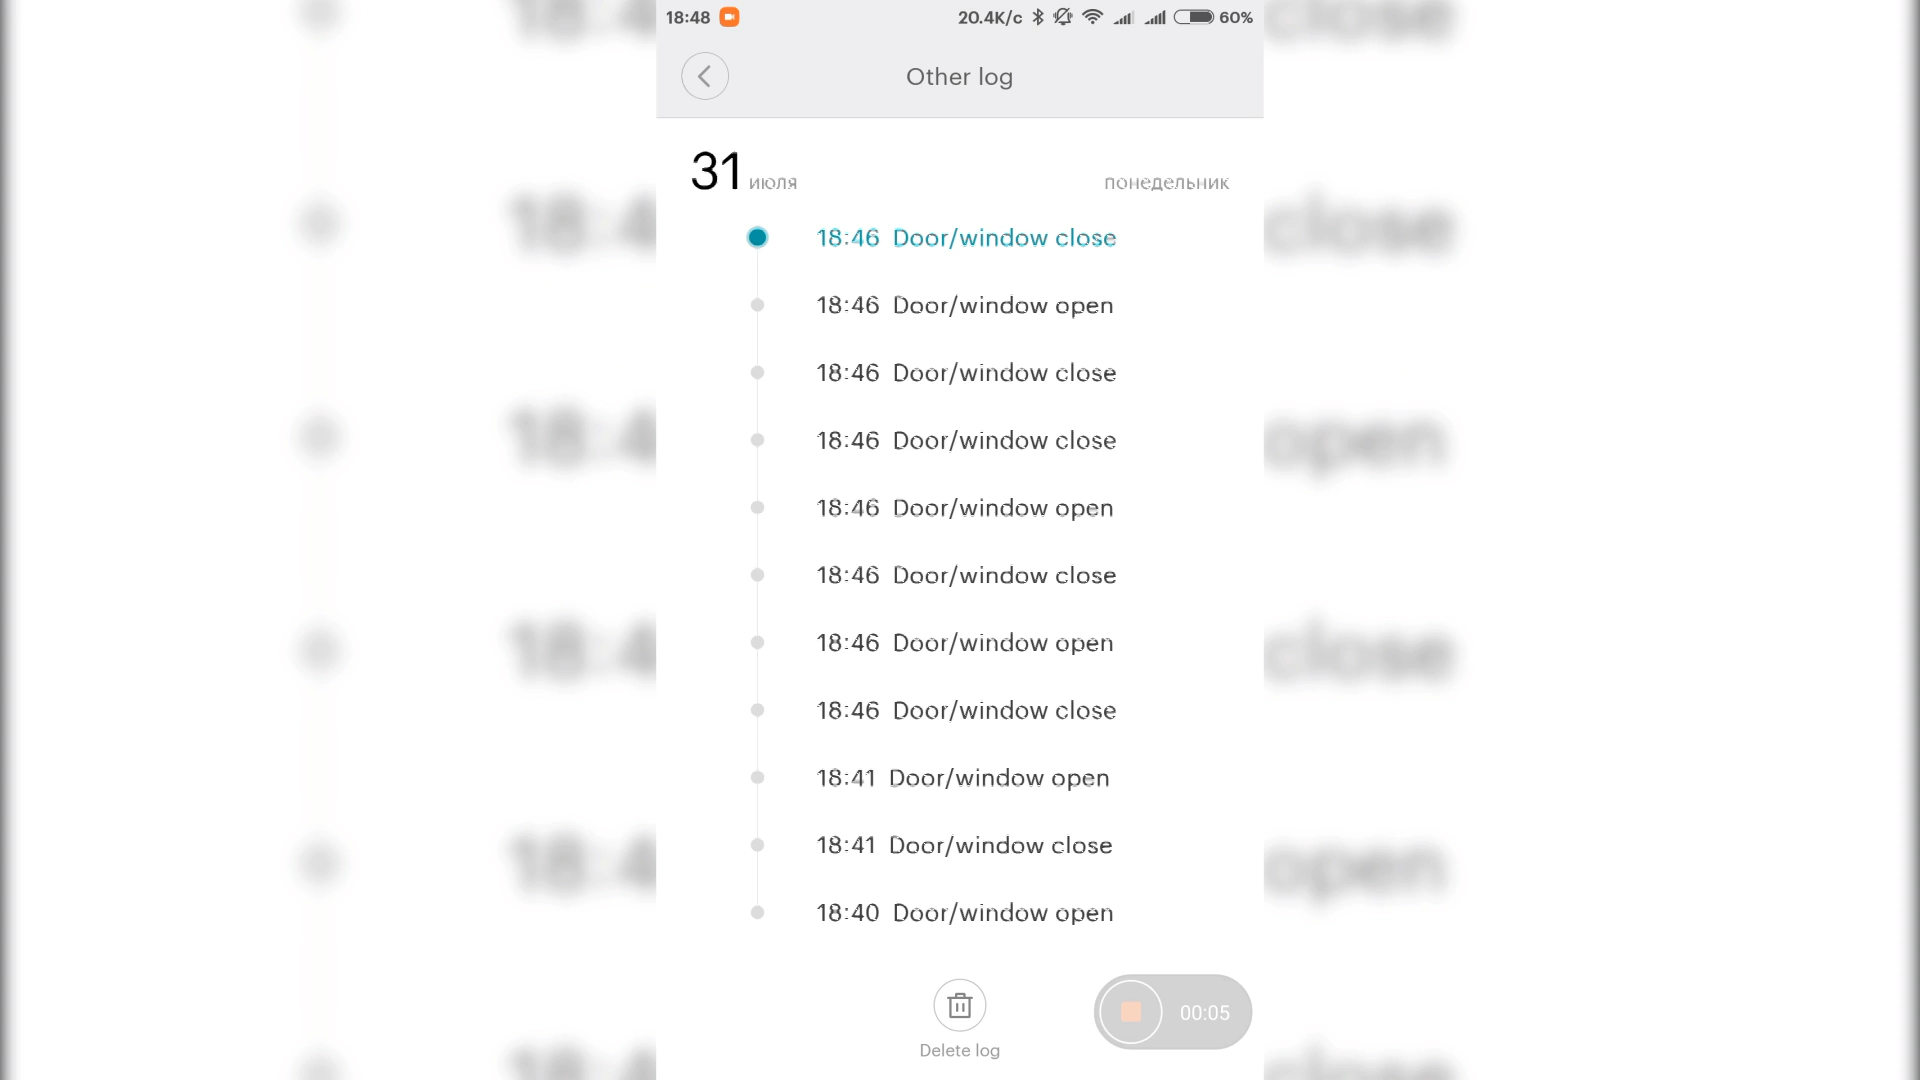 18:48 20.4K/c 60%
Other log
31 июля понедельник
18:46 Door/window close
18:46 Door/window open
18:46 Door/window close
18:46 Door/window close
18:46 Door/window open
18:46 Door/window close
18:46 Door/window open
18:46 Door/window close
18:41 Door/window open
18:41 Door/window close
18:40 Door/window open
00:05
Delete log